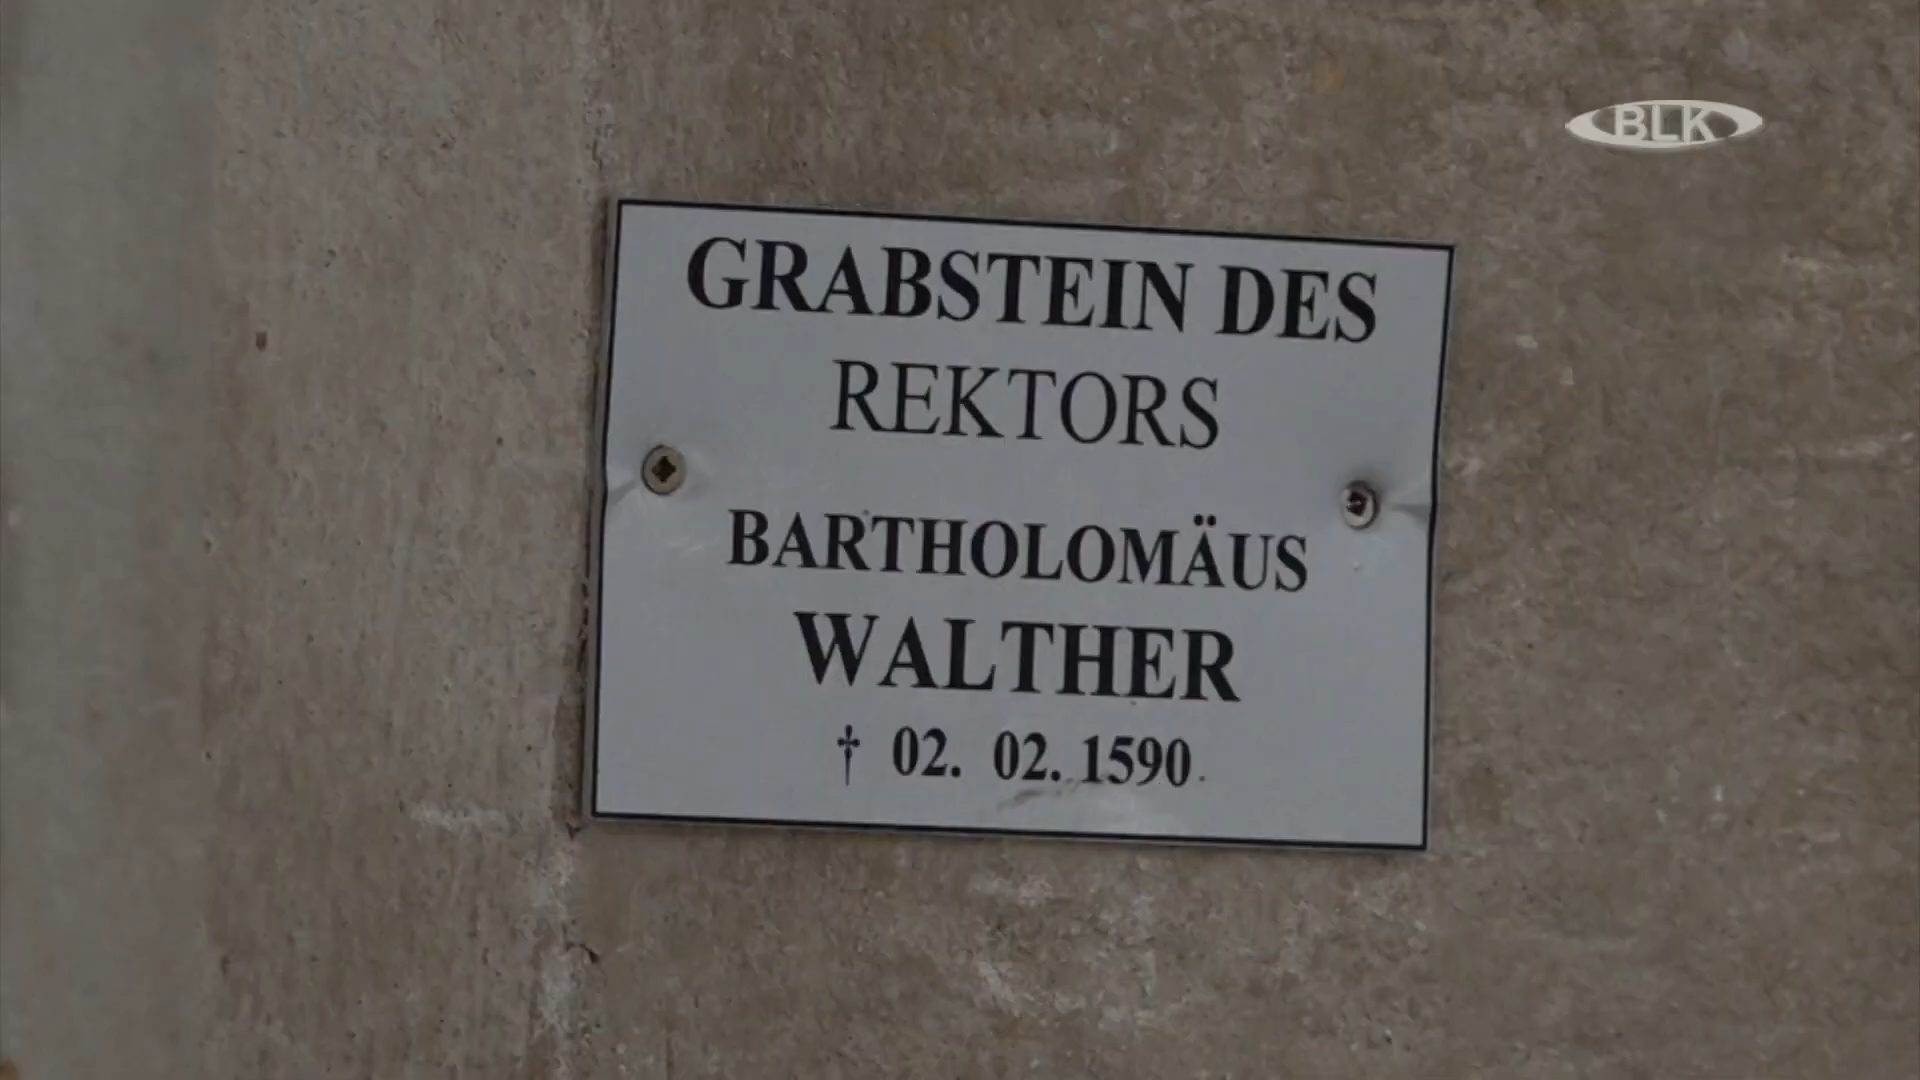 BLK
GRABSTEIN DES
REKTORS
BARTHOLOMÄUS
WALTHER
† 02. 02. 1590